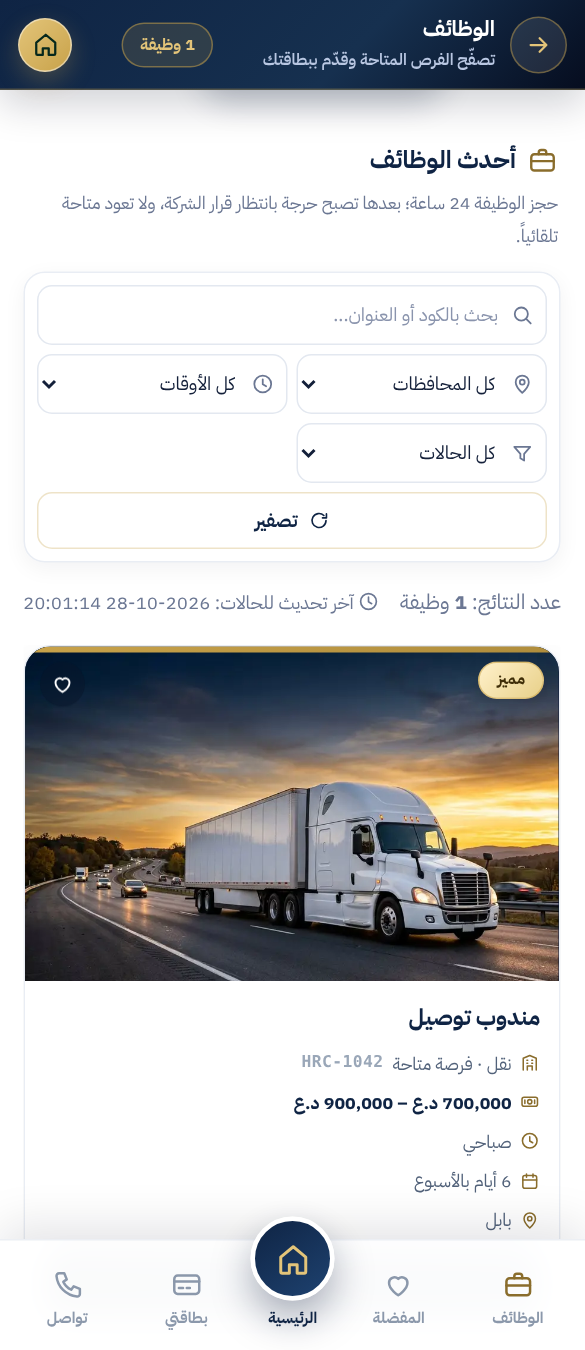 الوظائف
تصفّح الفرص المتاحة وقدّم ببطاقتك
1 وظيفة
أحدث الوظائف
حجز الوظيفة 24 ساعة؛ بعدها تصبح حرجة بانتظار قرار الشركة، ولا تعود متاحة
تلقائياً.
بحث بالكود أو العنوان...
كل المحافظات
كل الأوقات
كل الحالات
تصفير
عدد النتائج: 1 وظيفة
آخر تحديث للحالات: 2026-10-28 20:01:14
مميز
مندوب توصيل
نقل · فرصة متاحة HRC-1042
700,000 د.ع – 900,000 د.ع
صباحي
6 أيام بالأسبوع
بابل
الوظائف
المفضلة
الرئيسية
بطاقتي
تواصل